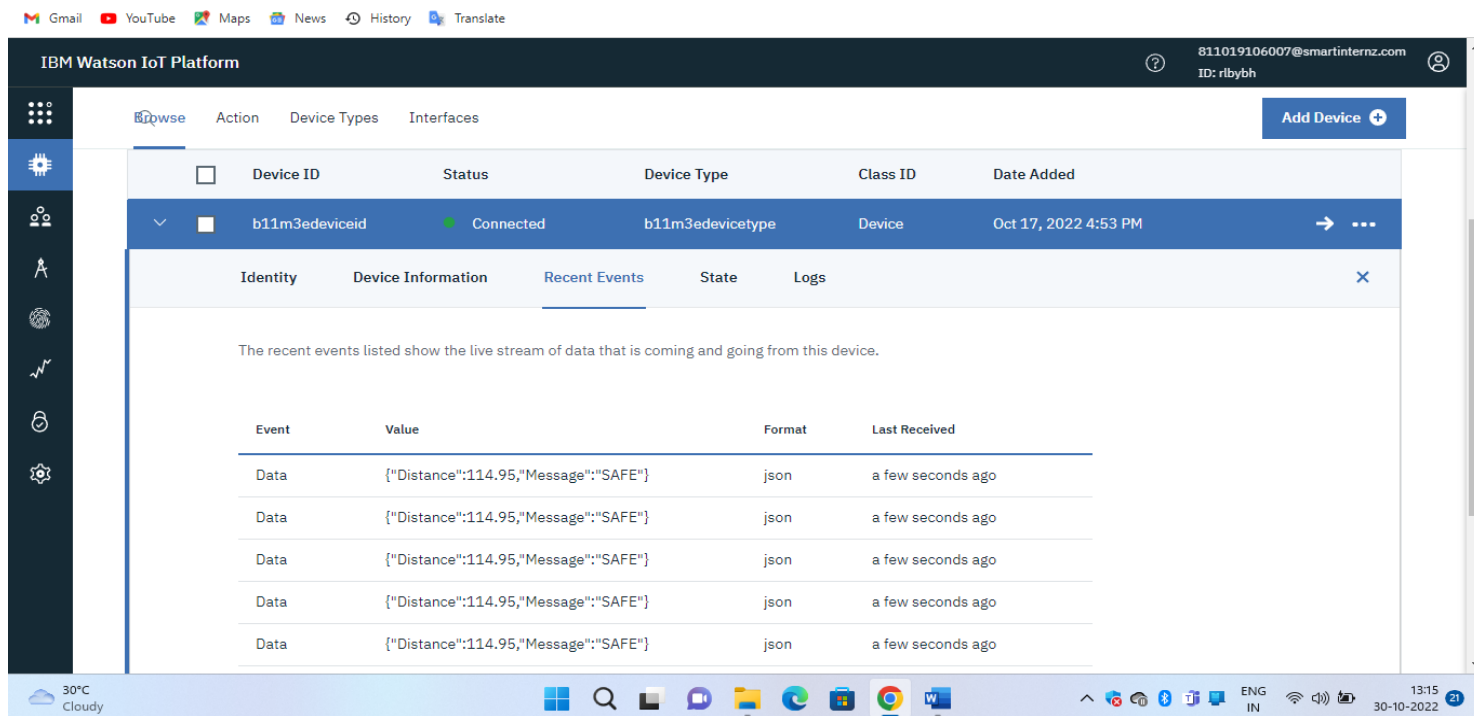 Gmail YouTube Maps News History Translate
IBM Watson IoT Platform
811019106007@smartinternz.com
ID: rlbybh
Browse Action Device Types Interfaces Add Device
Device ID Status Device Type Class ID Date Added
b11m3edeviceid Connected b11m3edevicetype Device Oct 17, 2022 4:53 PM
Identity Device Information Recent Events State Logs
The recent events listed show the live stream of data that is coming and going from this device.
Event Value Format Last Received
Data {"Distance":114.95,"Message":"SAFE"} json a few seconds ago
Data {"Distance":114.95,"Message":"SAFE"} json a few seconds ago
Data {"Distance":114.95,"Message":"SAFE"} json a few seconds ago
Data {"Distance":114.95,"Message":"SAFE"} json a few seconds ago
Data {"Distance":114.95,"Message":"SAFE"} json a few seconds ago
30°C
Cloudy
ENG
IN
13:15
30-10-2022
21